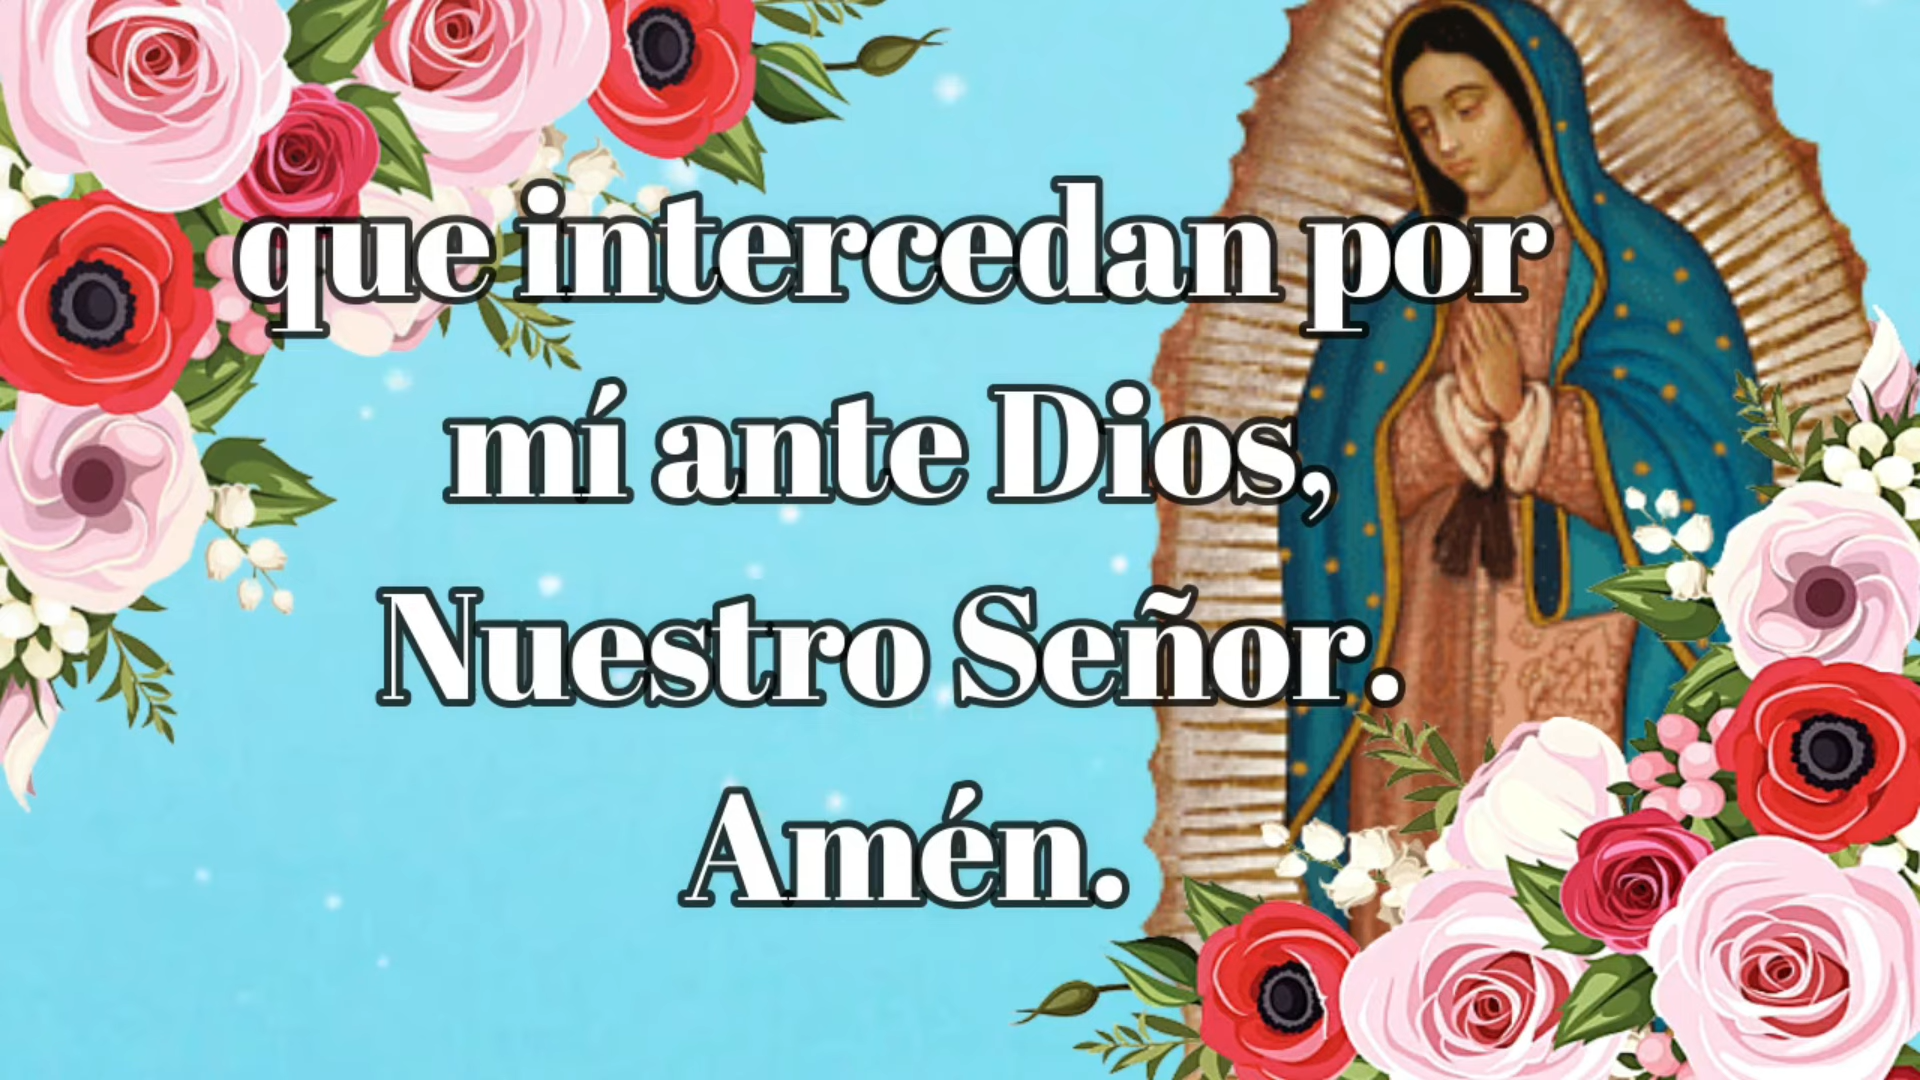 que intercedan por
mí ante Dios,
Nuestro Señor.
Amén.